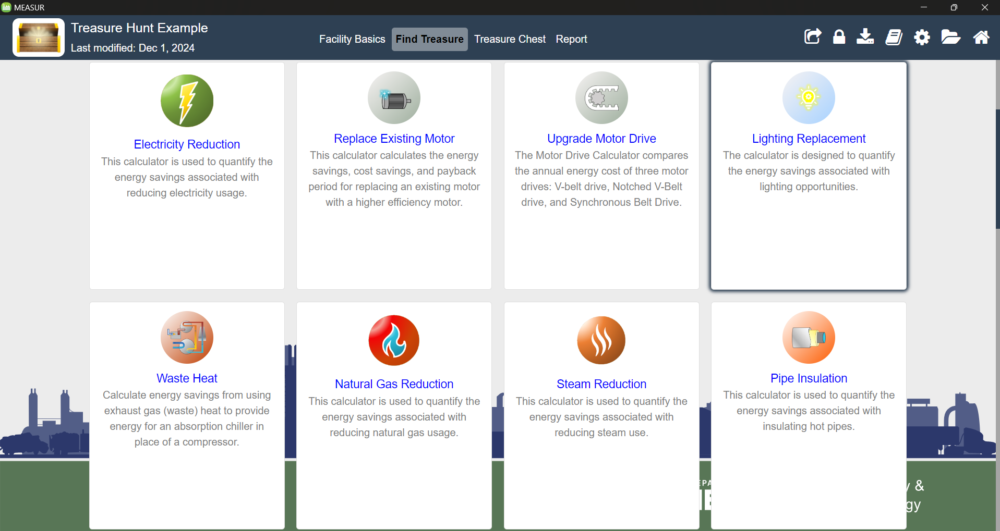 MEASUR
Treasure Hunt Example
Last modified: Dec 1, 2024
Facility Basics
Find Treasure
Treasure Chest
Report
Electricity Reduction
This calculator is used to quantify the
energy savings associated with
reducing electricity usage.
Replace Existing Motor
This calculator calculates the energy
savings, cost savings, and payback
period for replacing an existing motor
with a higher efficiency motor.
Upgrade Motor Drive
The Motor Drive Calculator compares
the annual energy cost of three motor
drives: V-belt drive, Notched V-Belt
drive, and Synchronous Belt Drive.
Lighting Replacement
The calculator is designed to quantify
the energy savings associated with
lighting opportunities.
Waste Heat
Calculate energy savings from using
exhaust gas (waste) heat to provide
energy for an absorption chiller in
place of a compressor.
Natural Gas Reduction
This calculator is used to quantify the
energy savings associated with
reducing natural gas usage.
Steam Reduction
This calculator is used to quantify the
energy savings associated with
reducing steam use.
Pipe Insulation
This calculator is used to quantify the
energy savings associated with
insulating hot pipes.
&
gy